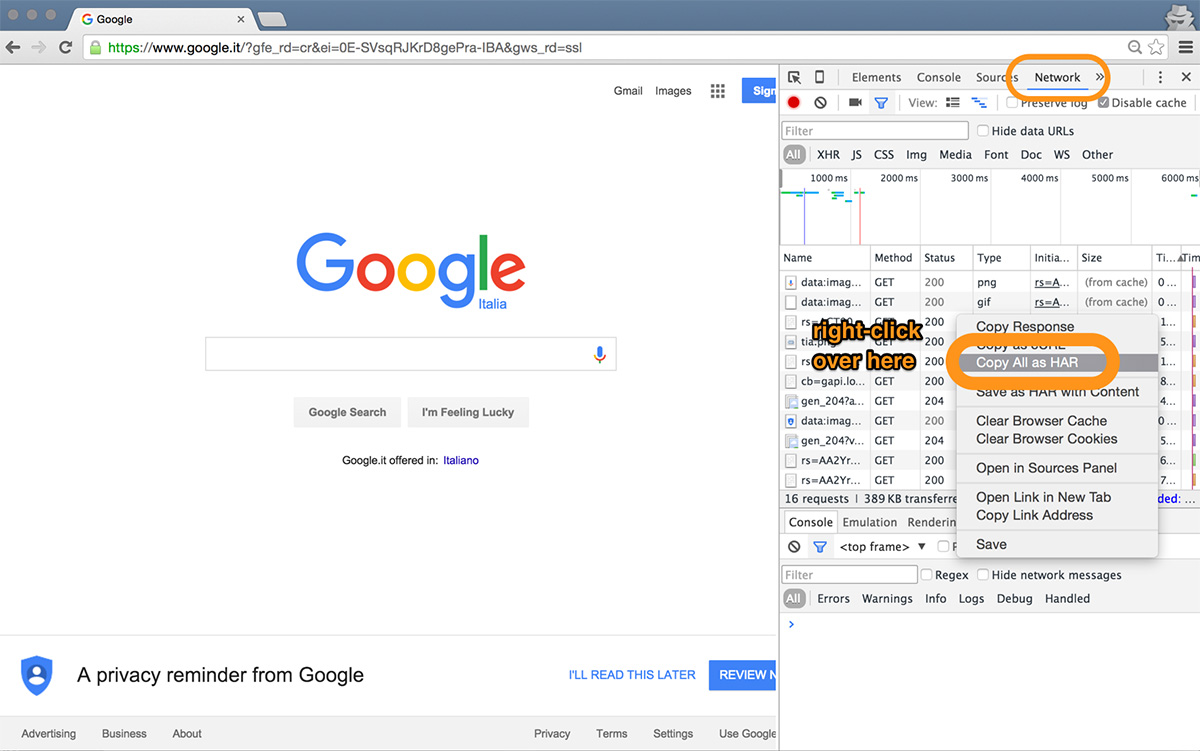 Google
https://www.google.it/?gfe_rd=cr&ei=0E-SVsqRJKrD8gePra-IBA&gws_rd=ssl
Gmail Images Sign
Google
Italia
Google Search I'm Feeling Lucky
Google.it offered in: Italiano
A privacy reminder from Google I'LL READ THIS LATER REVIEW N
Advertising Business About Privacy Terms Settings Use Google
Elements Console Sources Network »
View: Preserve log Disable cache
Filter Hide data URLs
All XHR JS CSS Img Media Font Doc WS Other
1000 ms 2000 ms 3000 ms 4000 ms 5000 ms 6000 ms
Name Method Status Type Initia... Size Ti... Tim
data:imag... GET 200 png rs=A... (from cache) 0 ...
data:imag... GET 200 gif rs=A... (from cache) 0 ...
GET 200 1...
tia.png GET 200 5...
rs= 200 1...
cb=gapi.lo... GET 200 8...
gen_204?a... GET 204 4...
data:imag... GET 200 0 ...
gen_204?v... GET 204 5...
rs=AA2Yr... GET 200 6...
rs=AA2Yr... GET 200 7...
right-click
over here
Copy Response
Copy as cURL
Copy All as HAR
Save as HAR with Content
Clear Browser Cache
Clear Browser Cookies
Open in Sources Panel
Open Link in New Tab
Copy Link Address
Save
16 requests | 389 KB transferre ded: ...
Console Emulation Renderin
<top frame> ▼
Filter Regex Hide network messages
All Errors Warnings Info Logs Debug Handled